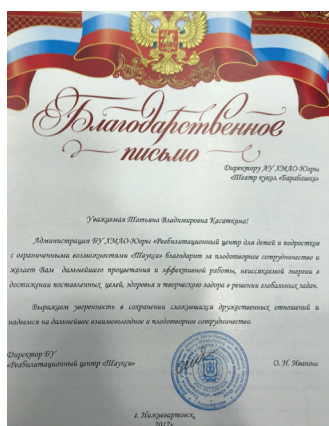 Благодарственное
письмо
Директору АУ ХМАО-Югры
«Театр кукол «Барабашка»
Уважаемая Татьяна Владимировна Касаткина!
Администрация БУ ХМАО-Югры «Реабилитационный центр для детей и подростков
с ограниченными возможностями «Таукси» благодарит за плодотворное сотрудничество и
желает Вам дальнейшего процветания и эффективной работы, неиссякаемой энергии в
достижении поставленных целей, здоровья и творческого задора в решении глобальных задач.
Выражаем уверенность в сохранении сложившихся дружественных отношений и
надеемся на дальнейшее взаимовыгодное и плодотворное сотрудничество.
Директор БУ
«Реабилитационный центр «Таукси»
О. Н. Иванова
г. Нижневартовск,
2017г.